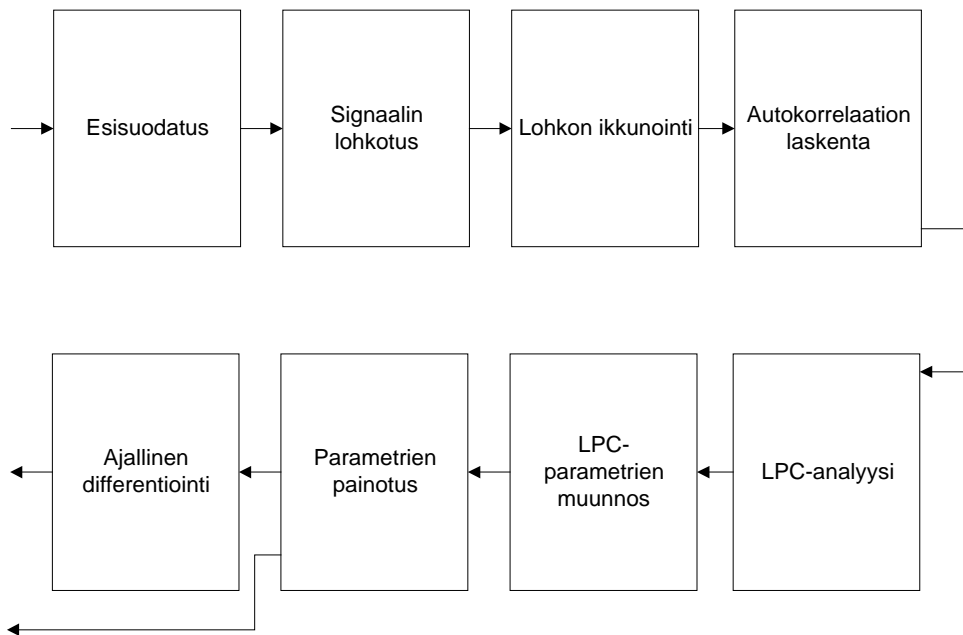 Esisuodatus
Signaalin
lohkotus
Lohkon ikkunointi
Autokorrelaation
laskenta
Ajallinen
differentiointi
Parametrien
painotus
LPC-
parametrien
muunnos
LPC-analyysi